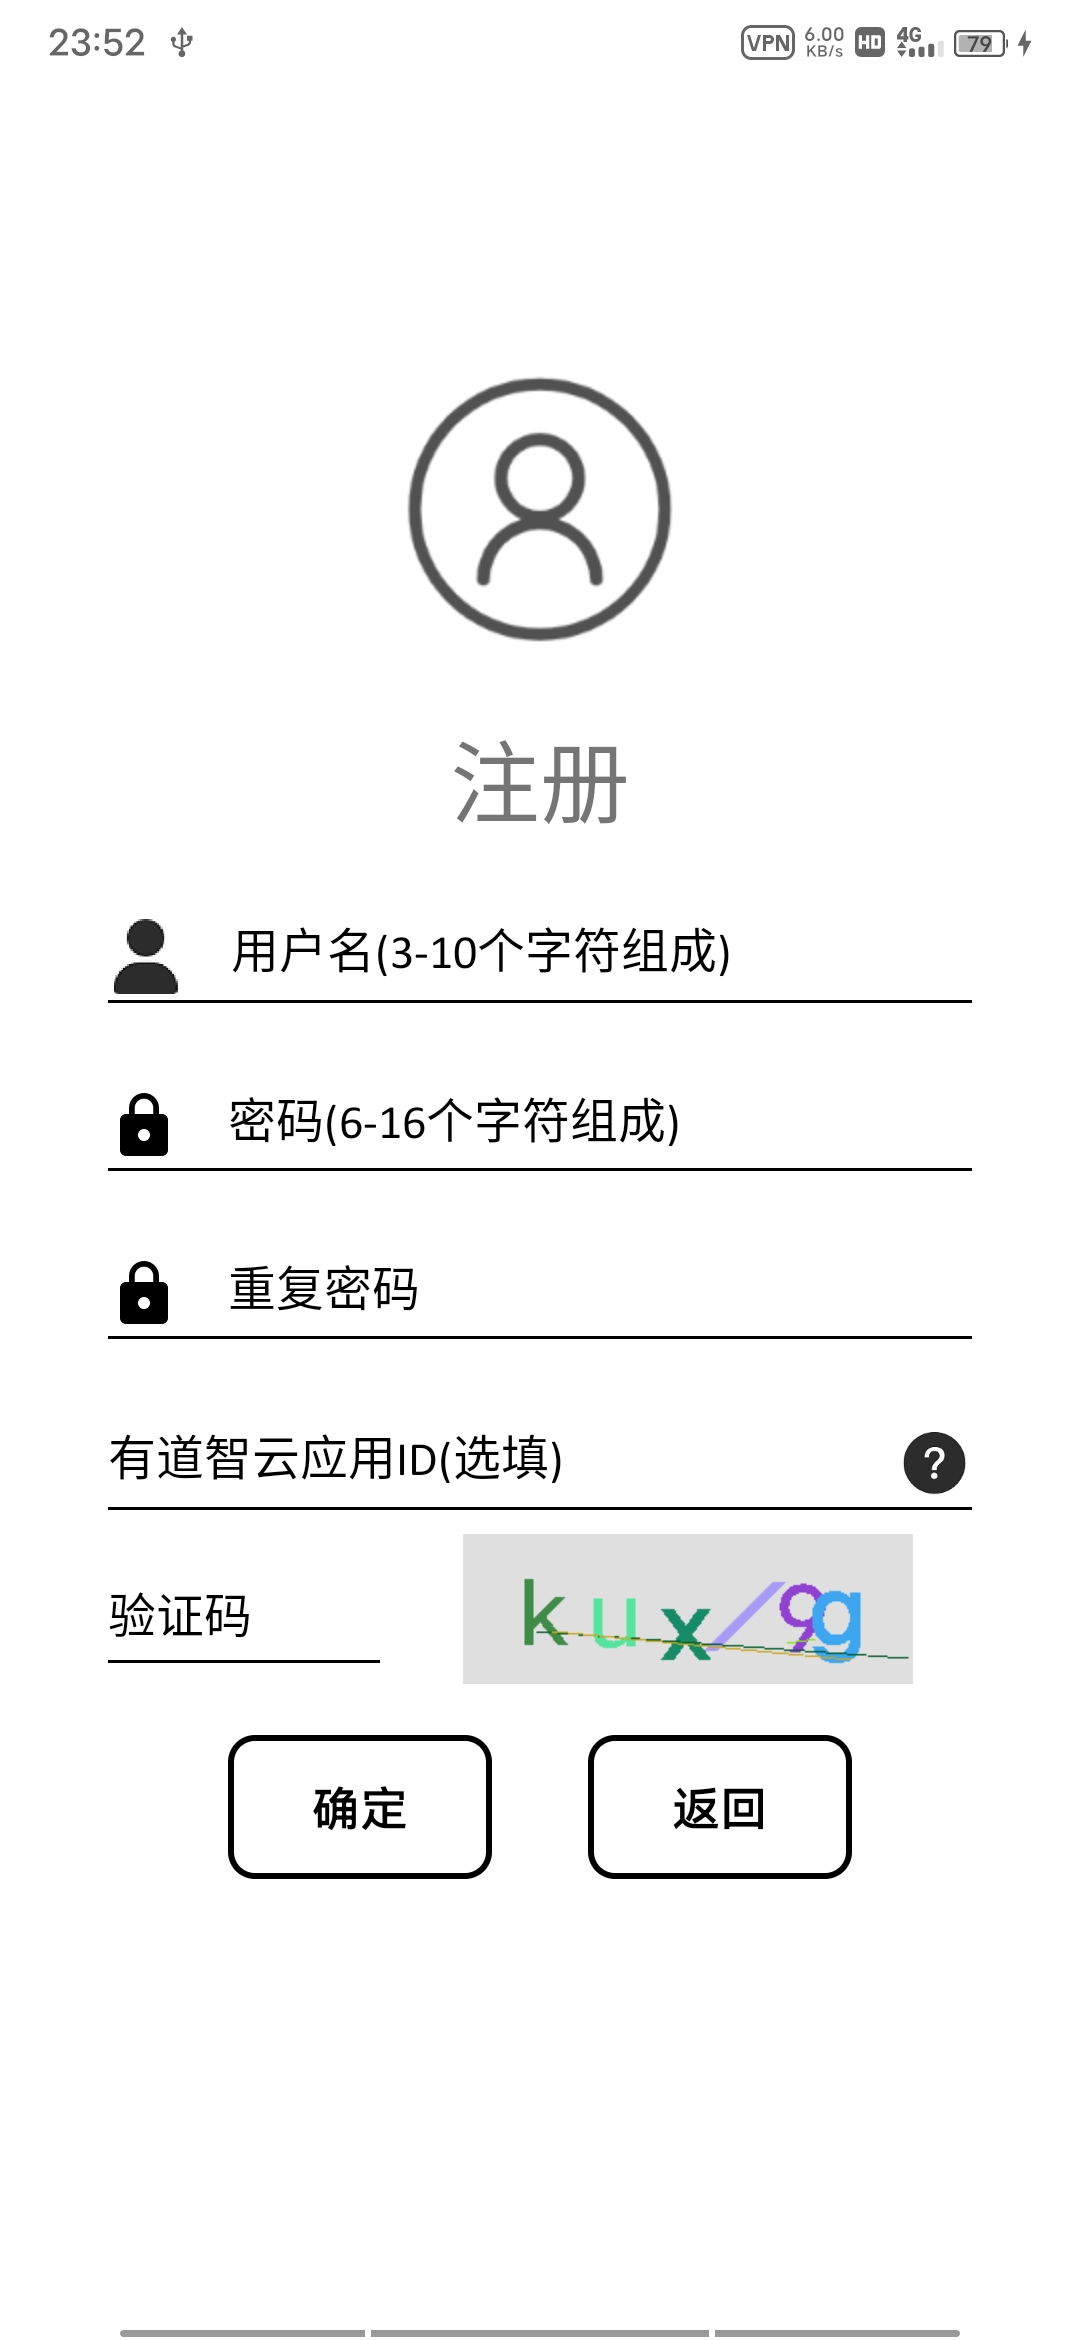 23:52 VPN 6.00 KB/s HD 4G 79
注册
用户名(3-10个字符组成)
密码(6-16个字符组成)
重复密码
有道智云应用ID(选填) ?
验证码
确定 返回